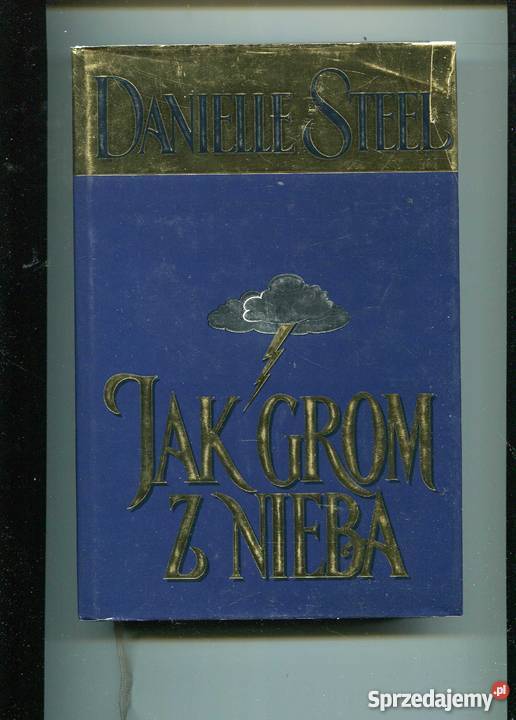 DANIELLE STEEL
JAK GROM
Z NIEBA
Sprzedajemy.pl